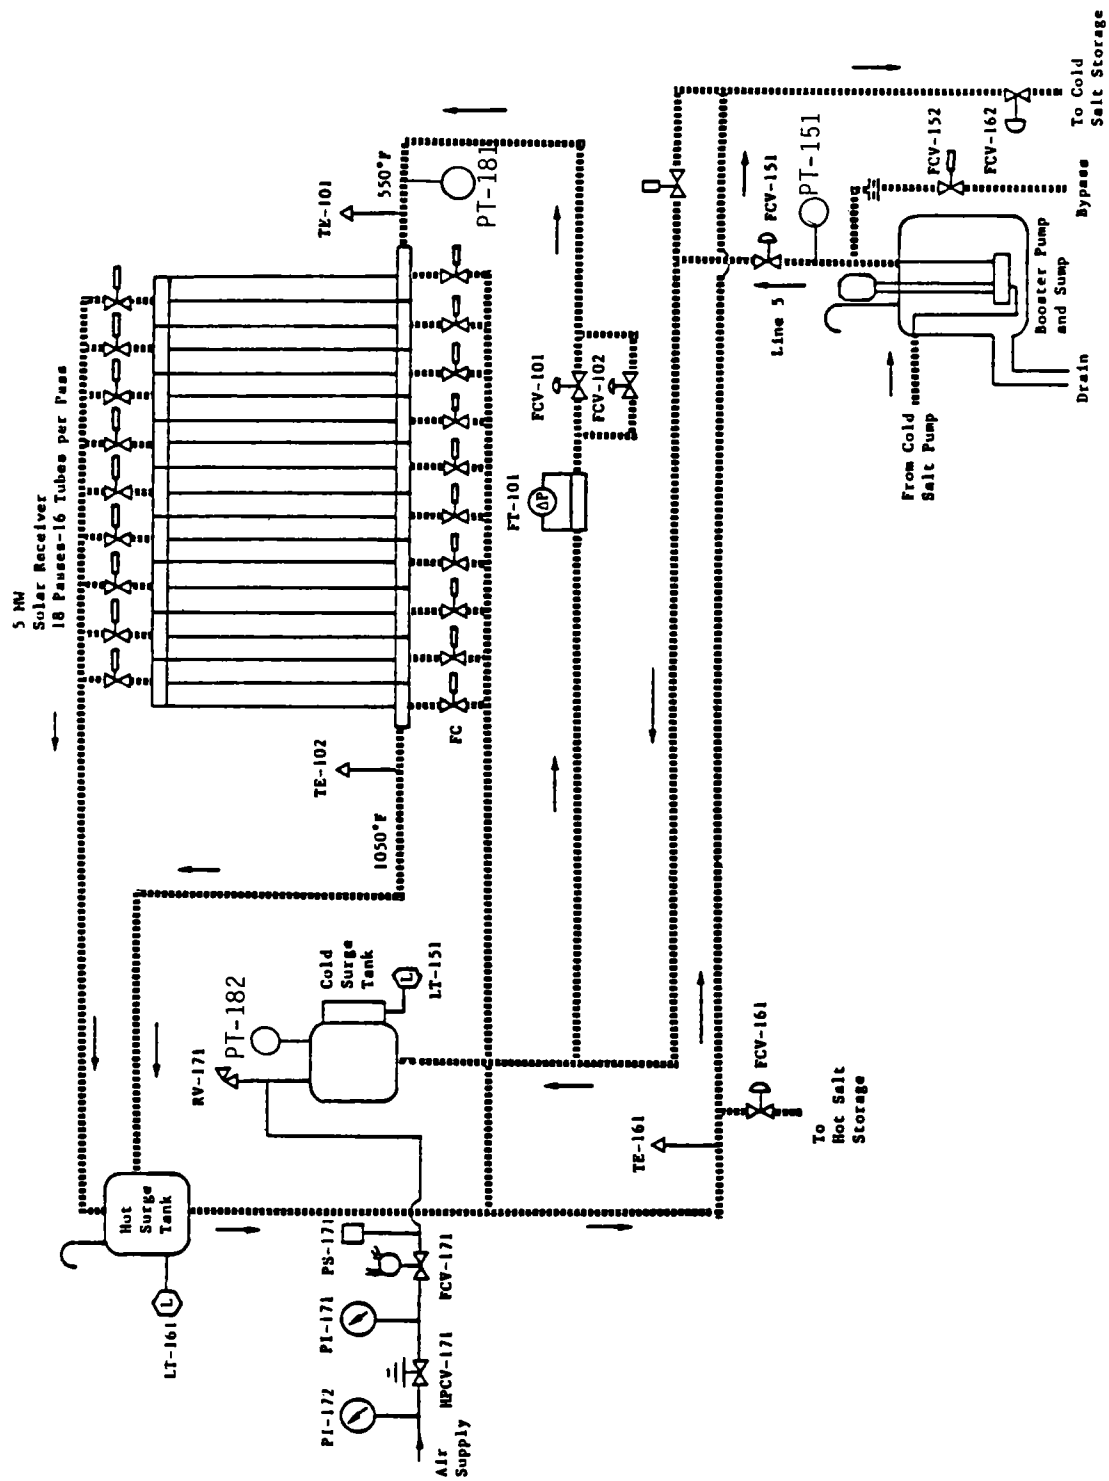 5 MW
Solar Receiver
18 Passes-16 Tubes per Pass
TE-101
550°F
PT-181
TE-102
1050°F
FC
Hut
Surge
Tank
LT-161
L
RV-171
PT-182
Cold
Surge
Tank
L
LT-151
PI-172
PI-171
PS-171
Air
Supply
MPCV-171
FCV-171
FT-101
ΔP
FCV-101
FCV-102
TE-161
FCV-161
To
Hot Salt
Storage
Line 5
FCV-151
PT-151
FCV-152
FCV-162
To Cold
Salt Storage
Bypass
Booster Pump
and Sump
From Cold
Salt Pump
Drain